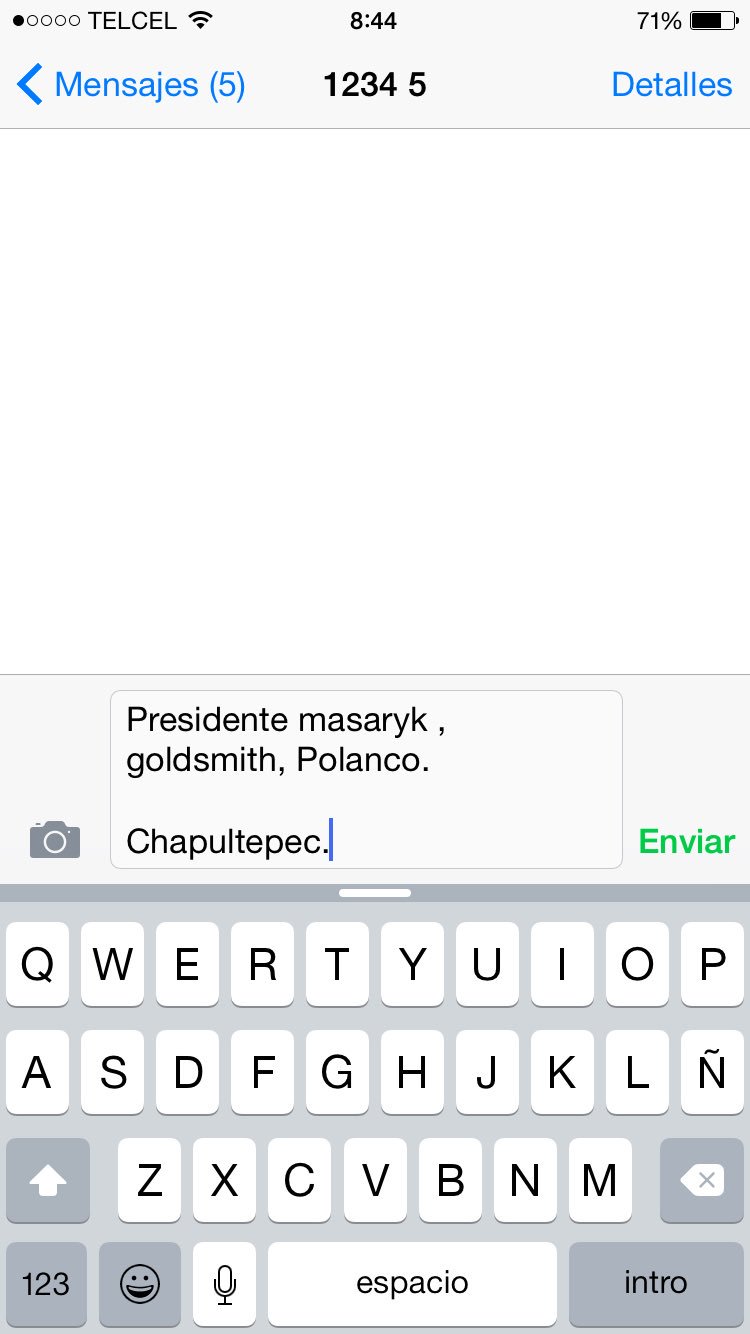 TELCEL 8:44 71%
Mensajes (5) 1234 5 Detalles
Presidente masaryk ,
goldsmith, Polanco.
Chapultepec.
Enviar
Q W E R T Y U I O P
A S D F G H J K L Ñ
Z X C V B N M
123 espacio intro